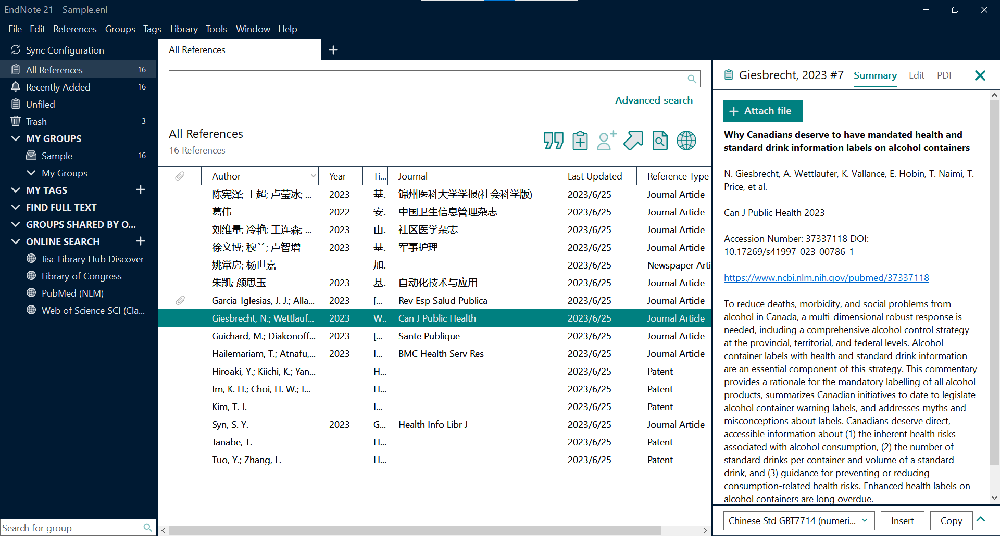 EndNote 21 - Sample.enl
File Edit References Groups Tags Library Tools Window Help
Sync Configuration
All References 16
Recently Added 16
Unfiled
Trash 3
MY GROUPS
Sample 16
My Groups
MY TAGS
FIND FULL TEXT
GROUPS SHARED BY O...
ONLINE SEARCH
Jisc Library Hub Discover
Library of Congress
PubMed (NLM)
Web of Science SCI (Cla...
Search for group
All References
Advanced search
All References
16 References
Author Year Ti... Journal Last Updated Reference Type
陈宪泽; 王超; 卢莹冰; ... 2023 基.. 锦州医科大学学报(社会科学版) 2023/6/25 Journal Article
葛伟 2022 安.. 中国卫生信息管理杂志 2023/6/25 Journal Article
刘维量; 冷艳; 王连森; ... 2023 山.. 社区医学杂志 2023/6/25 Journal Article
徐文博; 穆兰; 卢智增 2023 基.. 军事护理 2023/6/25 Journal Article
姚常房; 杨世嘉 加.. 2023/6/25 Newspaper Arti
朱凯; 颜思玉 2023 基.. 自动化技术与应用 2023/6/25 Journal Article
Garcia-Iglesias, J. J.; Alla... 2023 [... Rev Esp Salud Publica 2023/6/25 Journal Article
Giesbrecht, N.; Wettlauf... 2023 W.. Can J Public Health 2023/6/25 Journal Article
Guichard, M.; Diakonoff... 2023 [... Sante Publique 2023/6/25 Journal Article
Hailemariam, T.; Atnafu,... 2023 I... BMC Health Serv Res 2023/6/25 Journal Article
Hiroaki, Y.; Kiichi, K.; Yan... H... 2023/6/25 Patent
Im, K. H.; Choi, H. W.; I... H... 2023/6/25 Patent
Kim, T. J. I... 2023/6/25 Patent
Syn, S. Y. 2023 G... Health Info Libr J 2023/6/25 Journal Article
Tanabe, T. H... 2023/6/25 Patent
Tuo, Y.; Zhang, L. H... 2023/6/25 Patent
Giesbrecht, 2023 #7 Summary Edit PDF
Attach file
Why Canadians deserve to have mandated health and
standard drink information labels on alcohol containers
N. Giesbrecht, A. Wettlaufer, K. Vallance, E. Hobin, T. Naimi, T.
Price, et al.
Can J Public Health 2023
Accession Number: 37337118 DOI:
10.17269/s41997-023-00786-1
https://www.ncbi.nlm.nih.gov/pubmed/37337118
To reduce deaths, morbidity, and social problems from
alcohol in Canada, a multi-dimensional robust response is
needed, including a comprehensive alcohol control strategy
at the provincial, territorial, and federal levels. Alcohol
container labels with health and standard drink information
are an essential component of this strategy. This commentary
provides a rationale for the mandatory labelling of all alcohol
products, summarizes Canadian initiatives to date to legislate
alcohol container warning labels, and addresses myths and
misconceptions about labels. Canadians deserve direct,
accessible information about (1) the inherent health risks
associated with alcohol consumption, (2) the number of
standard drinks per container and volume of a standard
drink, and (3) guidance for preventing or reducing
consumption-related health risks. Enhanced health labels on
alcohol containers are long overdue.
Chinese Std GBT7714 (numeri... Insert Copy